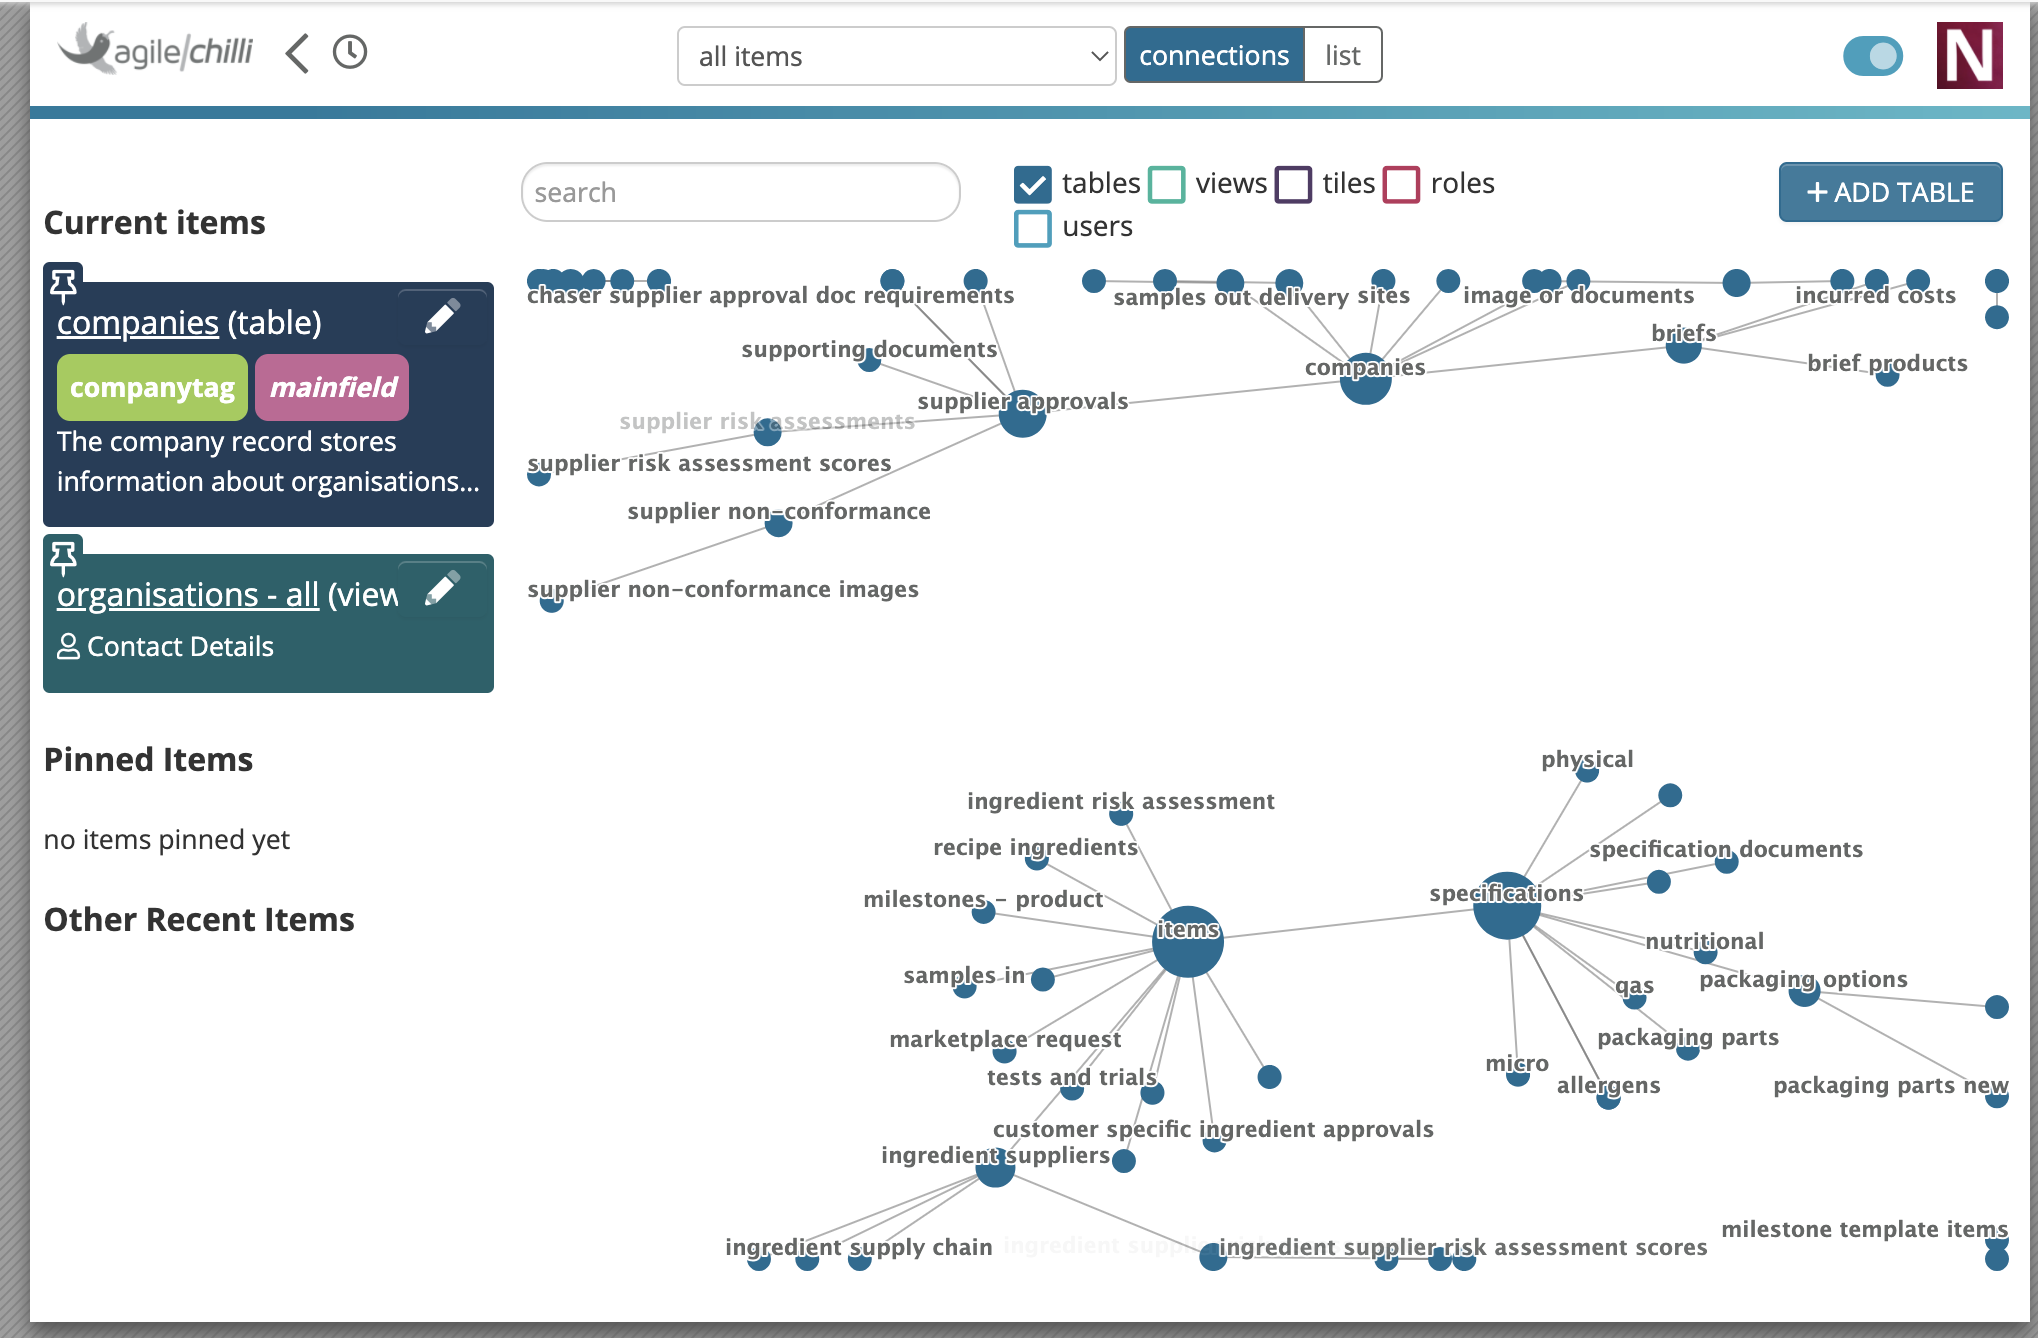 agile/chilli
all items
connections
list
N
search
tables
views
tiles
roles
users
+ ADD TABLE
Current items
companies (table)
companytag
mainfield
The company record stores
information about organisations...
organisations - all (view
Contact Details
Pinned Items
no items pinned yet
Other Recent Items
chaser supplier approval doc requirements
samples out delivery
sites
image or documents
incurred costs
briefs
supporting documents
companies
brief products
supplier approvals
supplier risk assessments
supplier risk assessment scores
supplier non-conformance
supplier non-conformance images
physical
ingredient risk assessment
recipe ingredients
specification documents
specifications
milestones - product
items
nutritional
samples in
packaging options
qas
marketplace request
packaging parts
micro
tests and trials
allergens
packaging parts new
customer specific ingredient approvals
ingredient suppliers
milestone template items
ingredient supply chain
ingredient supplier risk assessment scores